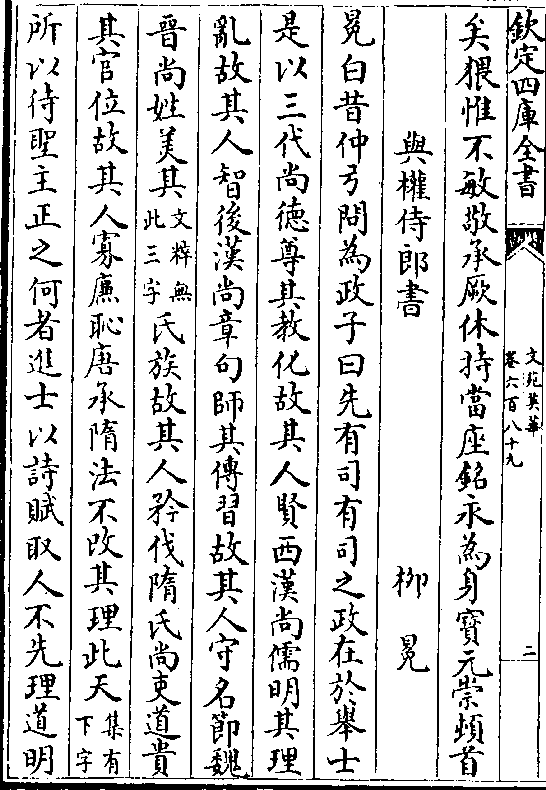 欽定四庫全書
文苑英華
卷六百八十九
二
矣猥惟不敏敬承厥休持當座銘永為身寶元崇頓首
與權侍郎書 柳冕
冕白昔仲弓問為政子曰先有司有司之政在於舉士
是以三代尚德尊其教化故其人賢西漢尚儒明其理
亂故其人智後漢尚章句師其傳習故其人守名節魏
晉尚姓美其文粹無此三字氏族故其人矜伐隋氏尚吏道貴
其官位故其人寡廉恥唐承隋法不改其理此天集有下字
所以待聖主正之何者進士以詩賦取人不先理道明